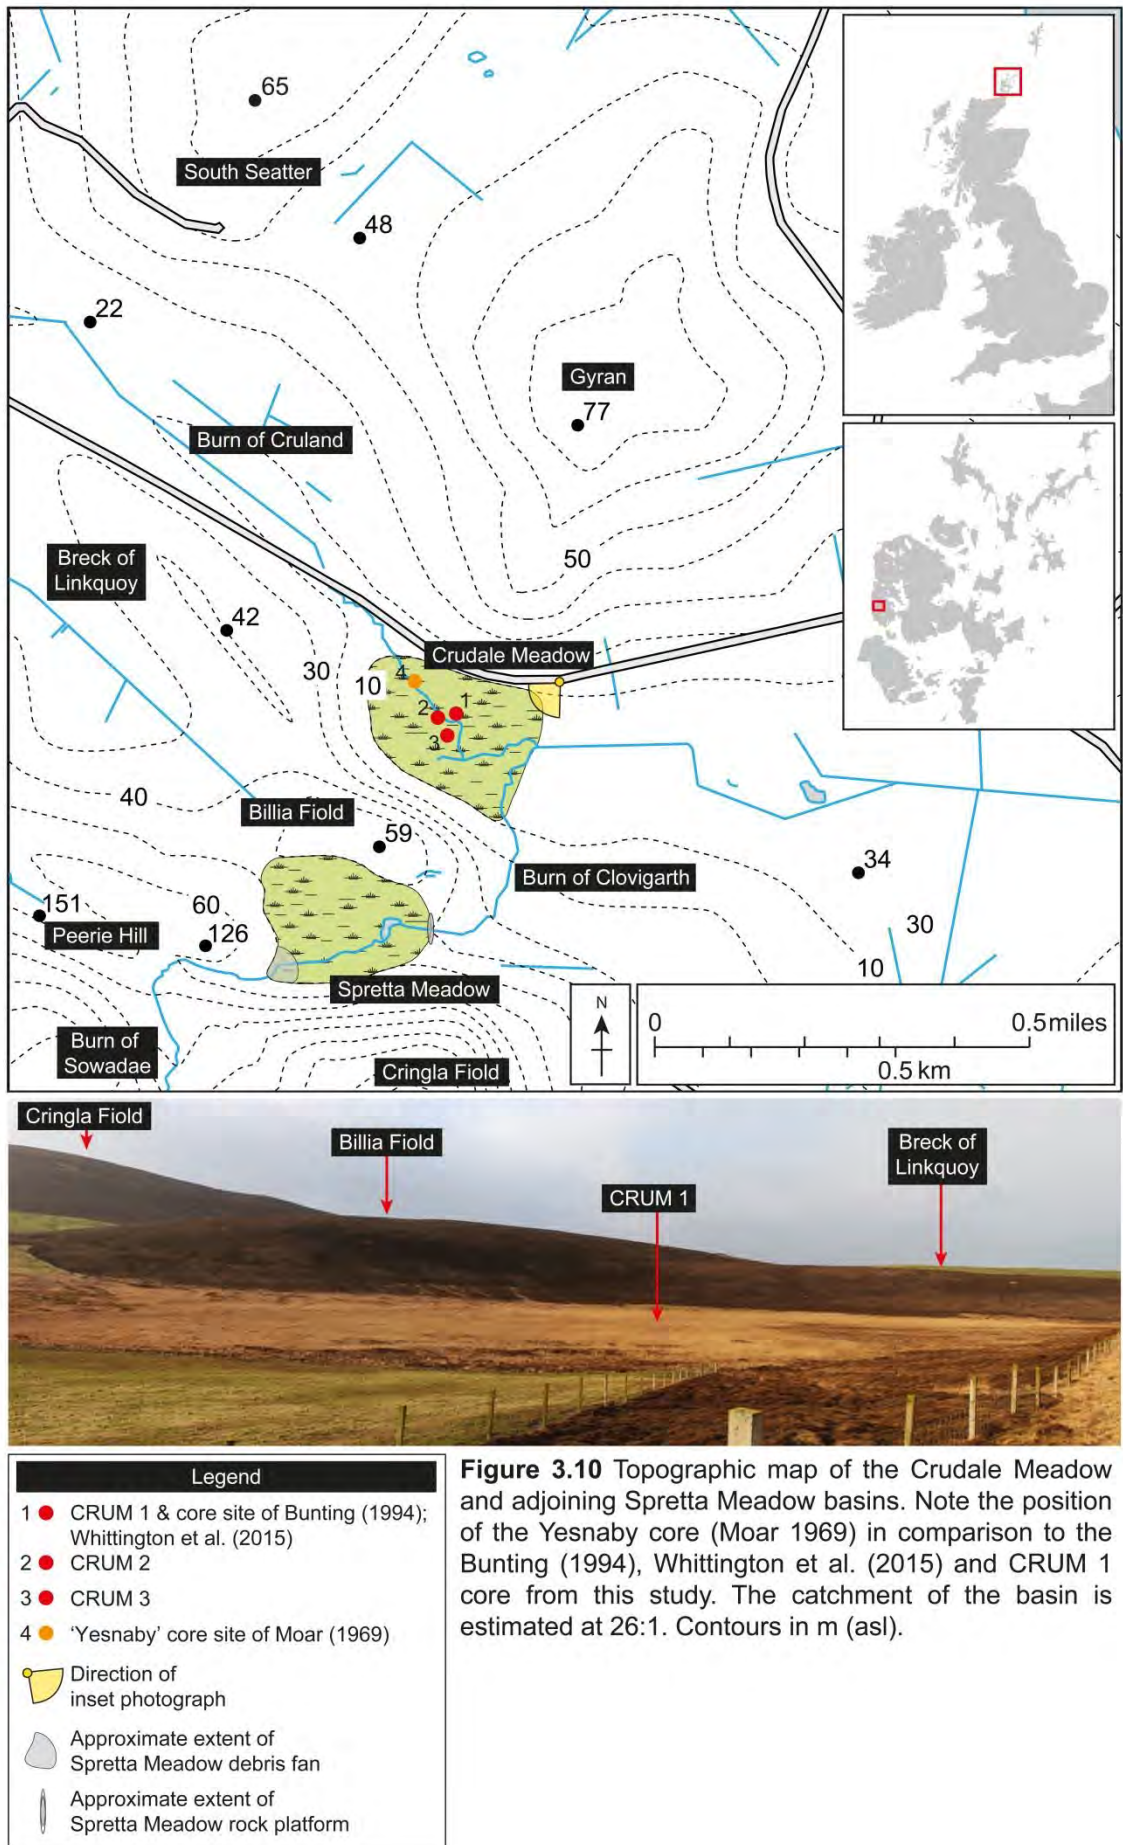 65
South Seatter
48
22
Gyran
77
Burn of Cruland
50
Breck of
Linkquoy
42
30
Crudale Meadow
4
10
2
1
3
40
Billia Fiold
59
34
Burn of Clovigarth
151
60
30
Peerie Hill
126
10
Spretta Meadow
N
0
0.5 miles
Burn of
Sowadae
Cringla Fiold
0.5 km
Cringla Fiold
Billia Fiold
Breck of
Linkquoy
CRUM 1
Legend
1 CRUM 1 & core site of Bunting (1994);
Whittington et al. (2015)
2 CRUM 2
3 CRUM 3
4 ‘Yesnaby’ core site of Moar (1969)
Direction of
inset photograph
Approximate extent of
Spretta Meadow debris fan
Approximate extent of
Spretta Meadow rock platform
Figure 3.10 Topographic map of the Crudale Meadow
and adjoining Spretta Meadow basins. Note the position
of the Yesnaby core (Moar 1969) in comparison to the
Bunting (1994), Whittington et al. (2015) and CRUM 1
core from this study. The catchment of the basin is
estimated at 26:1. Contours in m (asl).